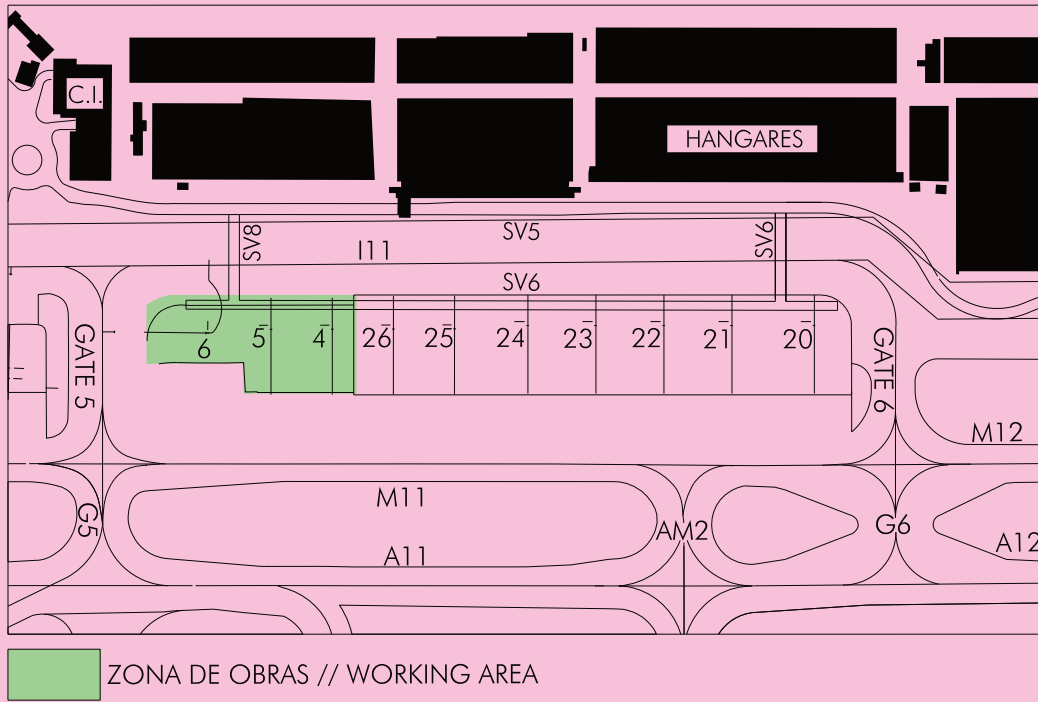 C.I.
HANGARES
SV8
SV5
SV6
I11
SV6
GATE 5
6
5
4
26
25
24
23
22
21
20
GATE 6
M12
G5
M11
AM2
G6
A11
A12
ZONA DE OBRAS // WORKING AREA